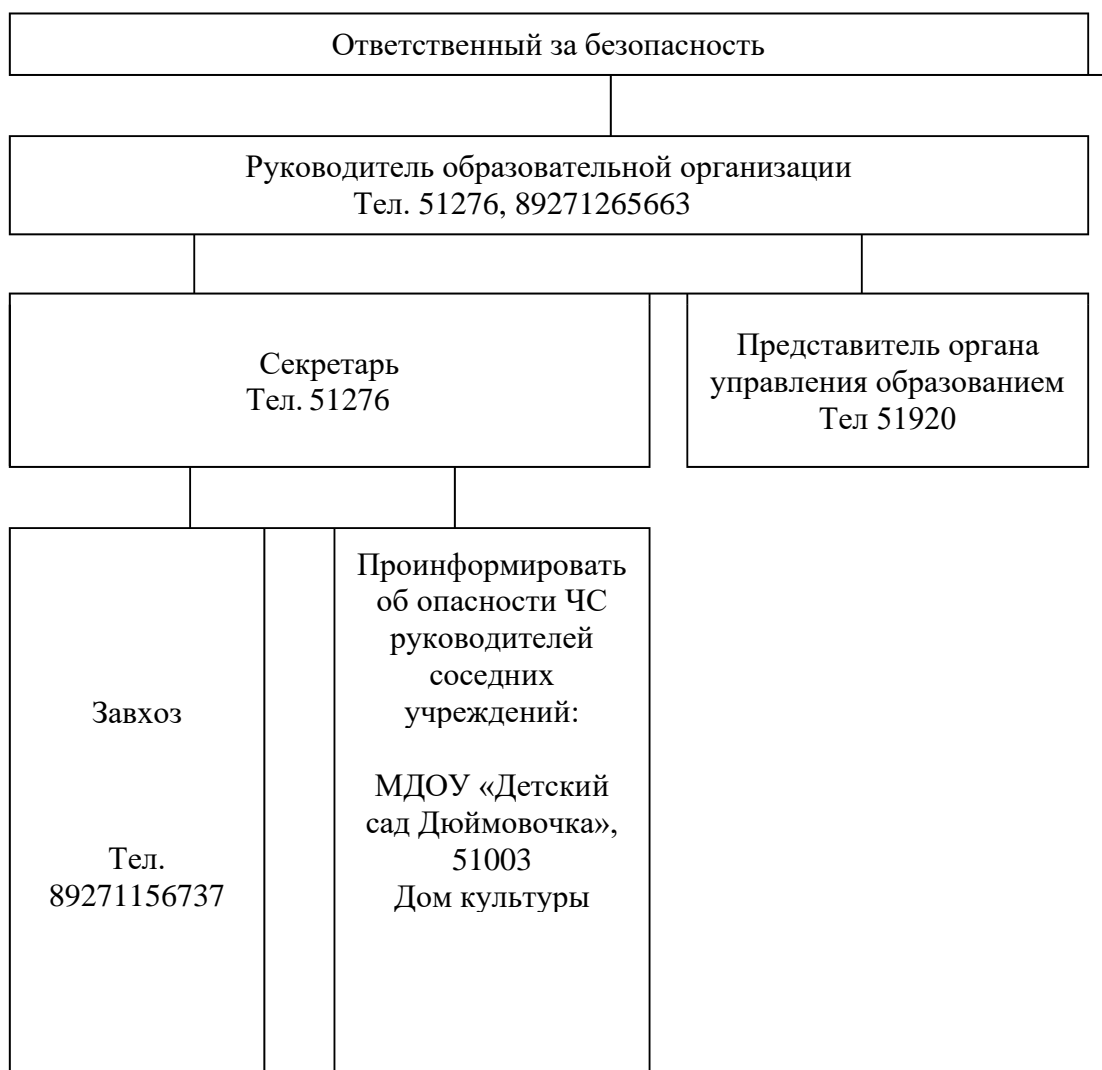 Ответственный за безопасность
Руководитель образовательной организации
Тел. 51276, 89271265663
Секретарь
Тел. 51276
Представитель органа
управления образованием
Тел 51920
Завхоз
Тел.
89271156737
Проинформировать
об опасности ЧС
руководителей
соседних
учреждений:
МДОУ «Детский
сад Дюймовочка»,
51003
Дом культуры